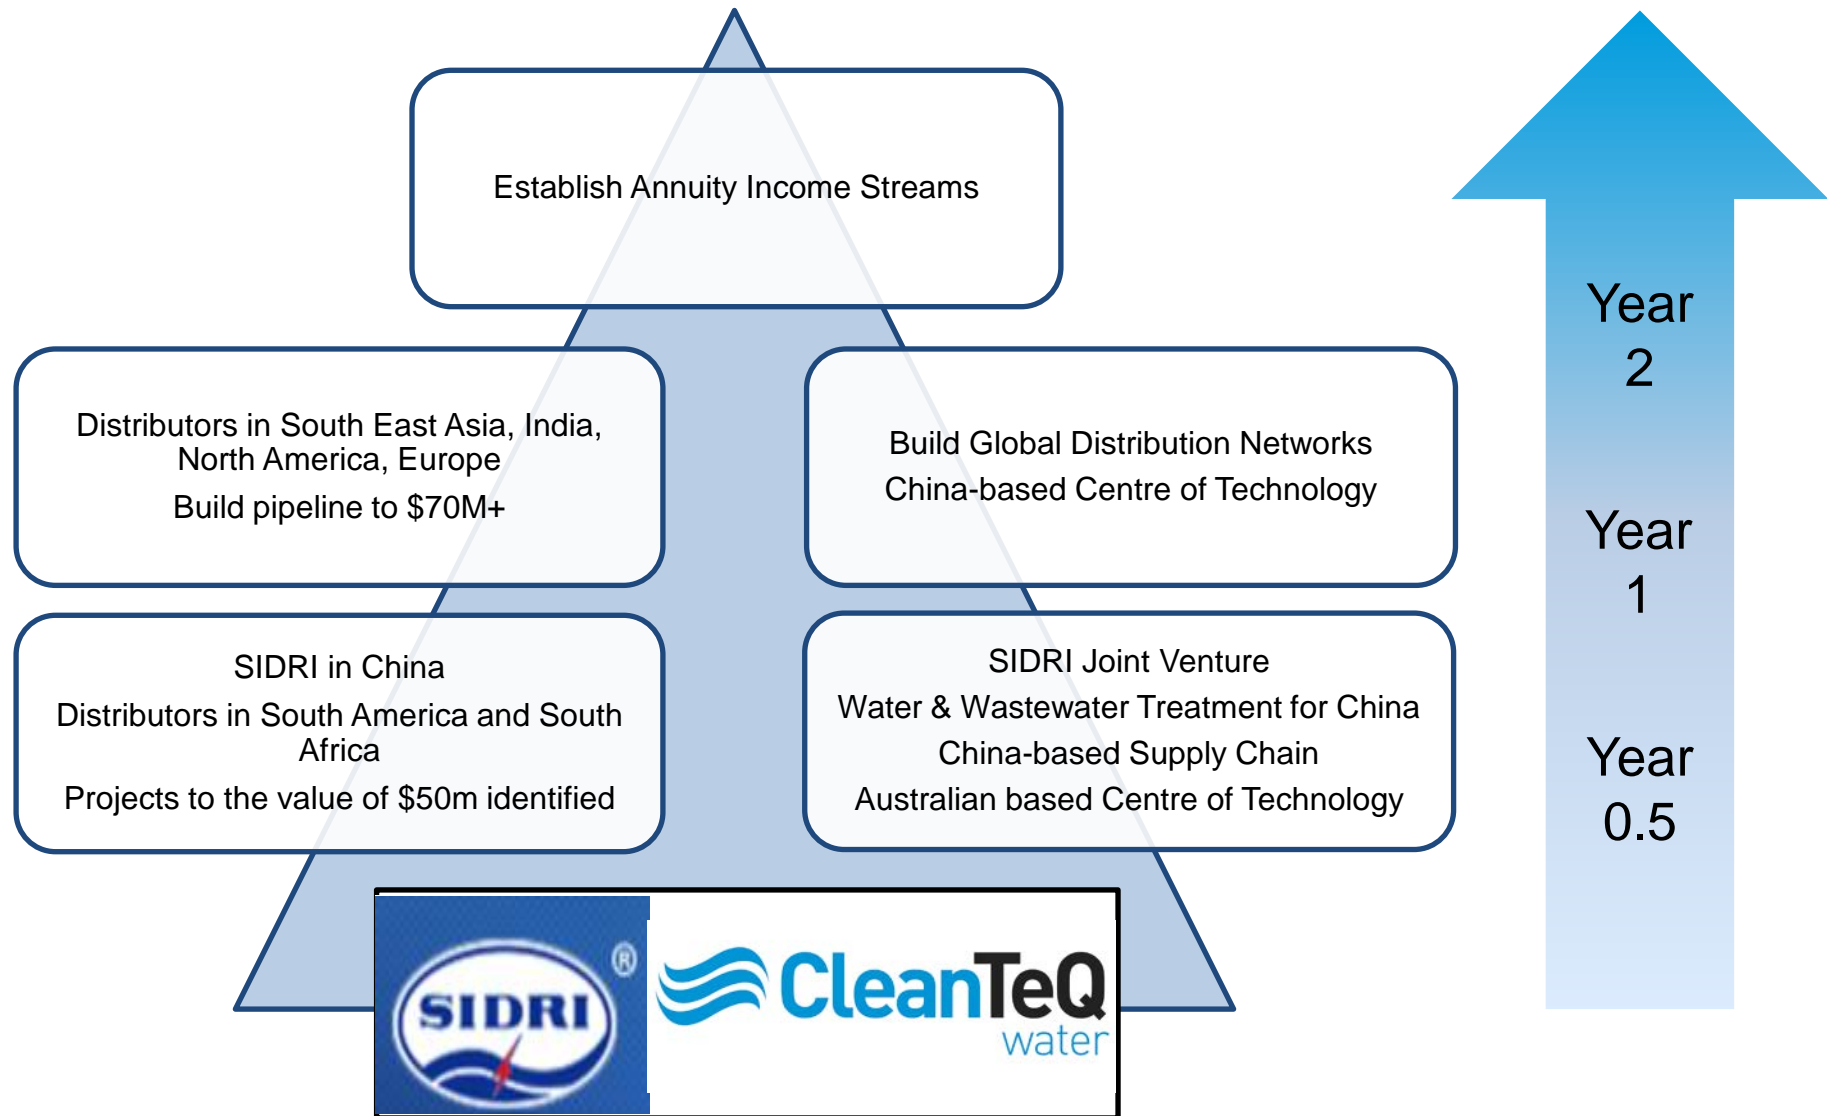 Establish Annuity Income Streams
Distributors in South East Asia, India,
North America, Europe
Build pipeline to $70M+
Build Global Distribution Networks
China-based Centre of Technology
SIDRI in China
Distributors in South America and South
Africa
Projects to the value of $50m identified
SIDRI Joint Venture
Water & Wastewater Treatment for China
China-based Supply Chain
Australian based Centre of Technology
Year
2
Year
1
Year
0.5
SIDRI
®
CleanTeQ
water